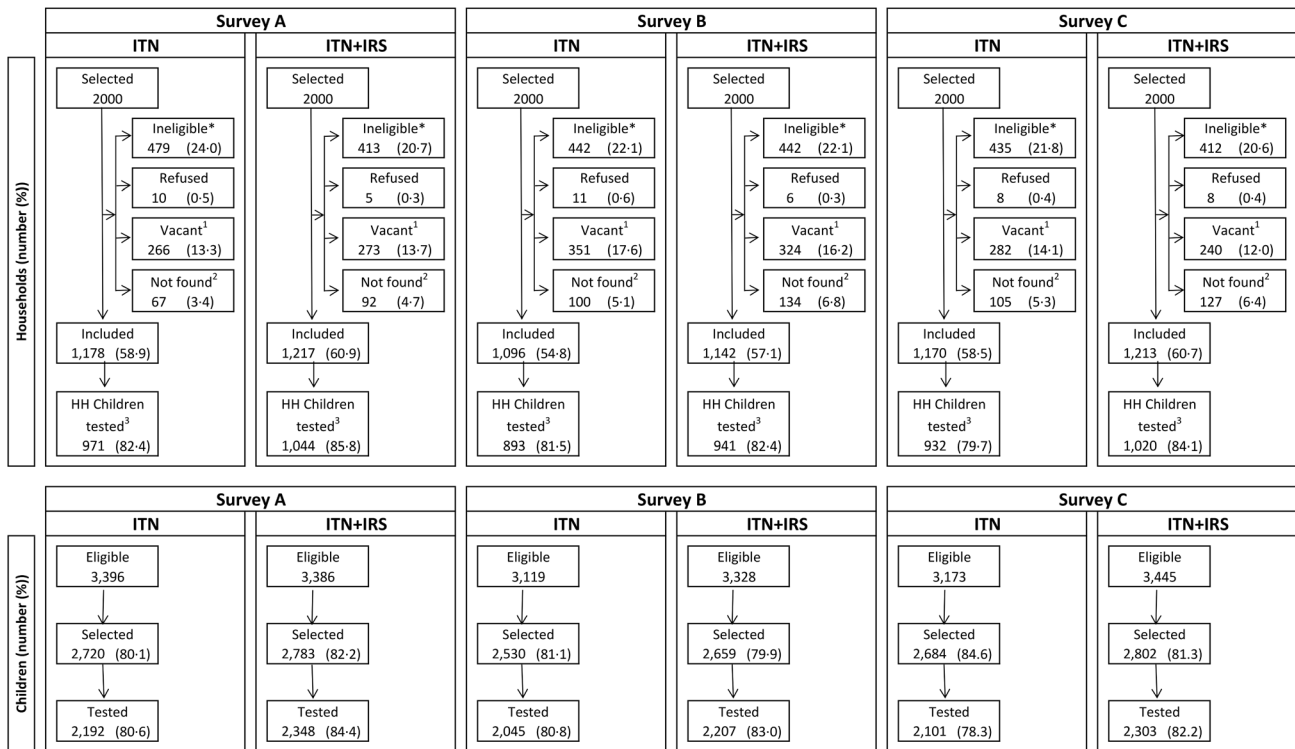 Survey A
Survey B
Survey C
ITN
ITN+IRS
ITN
ITN+IRS
ITN
ITN+IRS
Households (number (%))
Selected
2000
Ineligible*
479 (24·0)
Refused
10 (0·5)
Vacant1
266 (13·3)
Not found2
67 (3·4)
Included
1,178 (58·9)
HH Children
tested3
971 (82·4)
Selected
2000
Ineligible*
413 (20·7)
Refused
5 (0·3)
Vacant1
273 (13·7)
Not found2
92 (4·7)
Included
1,217 (60·9)
HH Children
tested3
1,044 (85·8)
Selected
2000
Ineligible*
442 (22·1)
Refused
11 (0·6)
Vacant1
351 (17·6)
Not found2
100 (5·1)
Included
1,096 (54·8)
HH Children
tested3
893 (81·5)
Selected
2000
Ineligible*
442 (22·1)
Refused
6 (0·3)
Vacant1
324 (16·2)
Not found2
134 (6·8)
Included
1,142 (57·1)
HH Children
tested3
941 (82·4)
Selected
2000
Ineligible*
435 (21·8)
Refused
8 (0·4)
Vacant1
282 (14·1)
Not found2
105 (5·3)
Included
1,170 (58·5)
HH Children
tested3
932 (79·7)
Selected
2000
Ineligible*
412 (20·6)
Refused
8 (0·4)
Vacant1
240 (12·0)
Not found2
127 (6·4)
Included
1,213 (60·7)
HH Children
tested3
1,020 (84·1)
Survey A
Survey B
Survey C
ITN
ITN+IRS
ITN
ITN+IRS
ITN
ITN+IRS
Children (number (%))
Eligible
3,396
Selected
2,720 (80·1)
Tested
2,192 (80·6)
Eligible
3,386
Selected
2,783 (82·2)
Tested
2,348 (84·4)
Eligible
3,119
Selected
2,530 (81·1)
Tested
2,045 (80·8)
Eligible
3,328
Selected
2,659 (79·9)
Tested
2,207 (83·0)
Eligible
3,173
Selected
2,684 (84·6)
Tested
2,101 (78·3)
Eligible
3,445
Selected
2,802 (81·3)
Tested
2,303 (82·2)